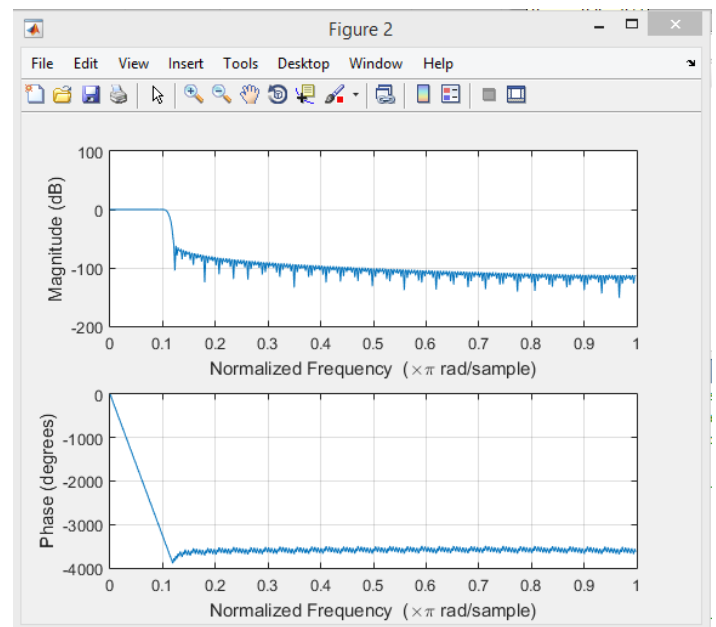 Figure 2
File Edit View Insert Tools Desktop Window Help
100
0
-100
-200
Magnitude (dB)
0 0.1 0.2 0.3 0.4 0.5 0.6 0.7 0.8 0.9 1
Normalized Frequency (×π rad/sample)
0
-1000
-2000
-3000
-4000
Phase (degrees)
0 0.1 0.2 0.3 0.4 0.5 0.6 0.7 0.8 0.9 1
Normalized Frequency (×π rad/sample)